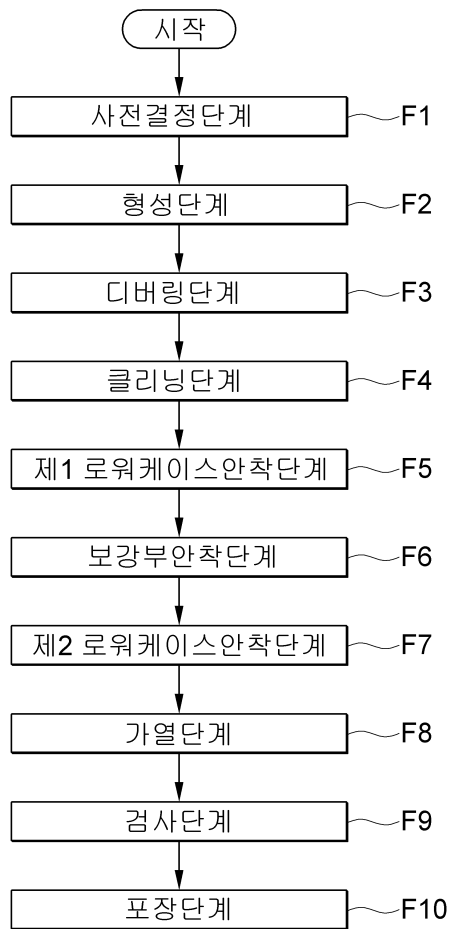 시작
사전결정단계 F1
형성단계 F2
디버링단계 F3
클리닝단계 F4
제1 로워케이스안착단계 F5
보강부안착단계 F6
제2 로워케이스안착단계 F7
가열단계 F8
검사단계 F9
포장단계 F10